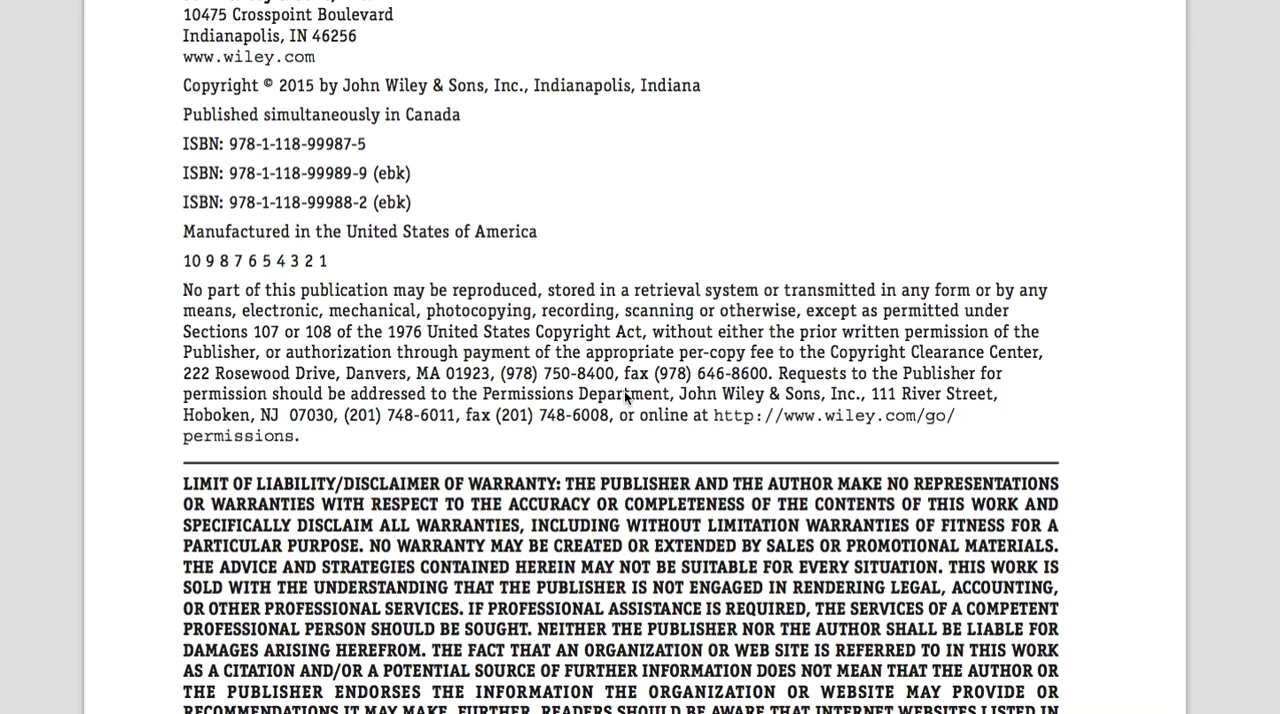 10475 Crosspoint Boulevard
Indianapolis, IN 46256
www.wiley.com
Copyright © 2015 by John Wiley & Sons, Inc., Indianapolis, Indiana
Published simultaneously in Canada
ISBN: 978-1-118-99987-5
ISBN: 978-1-118-99989-9 (ebk)
ISBN: 978-1-118-99988-2 (ebk)
Manufactured in the United States of America
10 9 8 7 6 5 4 3 2 1
No part of this publication may be reproduced, stored in a retrieval system or transmitted in any form or by any
means, electronic, mechanical, photocopying, recording, scanning or otherwise, except as permitted under
Sections 107 or 108 of the 1976 United States Copyright Act, without either the prior written permission of the
Publisher, or authorization through payment of the appropriate per-copy fee to the Copyright Clearance Center,
222 Rosewood Drive, Danvers, MA 01923, (978) 750-8400, fax (978) 646-8600. Requests to the Publisher for
permission should be addressed to the Permissions Department, John Wiley & Sons, Inc., 111 River Street,
Hoboken, NJ 07030, (201) 748-6011, fax (201) 748-6008, or online at http://www.wiley.com/go/
permissions.
LIMIT OF LIABILITY/DISCLAIMER OF WARRANTY: THE PUBLISHER AND THE AUTHOR MAKE NO REPRESENTATIONS
OR WARRANTIES WITH RESPECT TO THE ACCURACY OR COMPLETENESS OF THE CONTENTS OF THIS WORK AND
SPECIFICALLY DISCLAIM ALL WARRANTIES, INCLUDING WITHOUT LIMITATION WARRANTIES OF FITNESS FOR A
PARTICULAR PURPOSE. NO WARRANTY MAY BE CREATED OR EXTENDED BY SALES OR PROMOTIONAL MATERIALS.
THE ADVICE AND STRATEGIES CONTAINED HEREIN MAY NOT BE SUITABLE FOR EVERY SITUATION. THIS WORK IS
SOLD WITH THE UNDERSTANDING THAT THE PUBLISHER IS NOT ENGAGED IN RENDERING LEGAL, ACCOUNTING,
OR OTHER PROFESSIONAL SERVICES. IF PROFESSIONAL ASSISTANCE IS REQUIRED, THE SERVICES OF A COMPETENT
PROFESSIONAL PERSON SHOULD BE SOUGHT. NEITHER THE PUBLISHER NOR THE AUTHOR SHALL BE LIABLE FOR
DAMAGES ARISING HEREFROM. THE FACT THAT AN ORGANIZATION OR WEB SITE IS REFERRED TO IN THIS WORK
AS A CITATION AND/OR A POTENTIAL SOURCE OF FURTHER INFORMATION DOES NOT MEAN THAT THE AUTHOR OR
THE PUBLISHER ENDORSES THE INFORMATION THE ORGANIZATION OR WEBSITE MAY PROVIDE OR
RECOMMENDATIONS IT MAY MAKE. FURTHER, READERS SHOULD BE AWARE THAT INTERNET WEBSITES LISTED IN